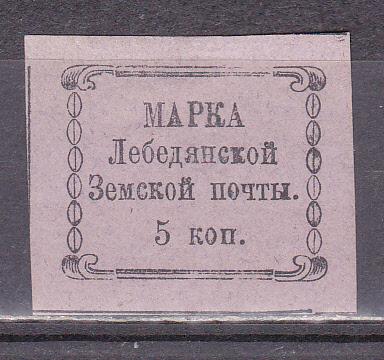 МАРКА
Лебедянской
Земской почты.
5 коп.